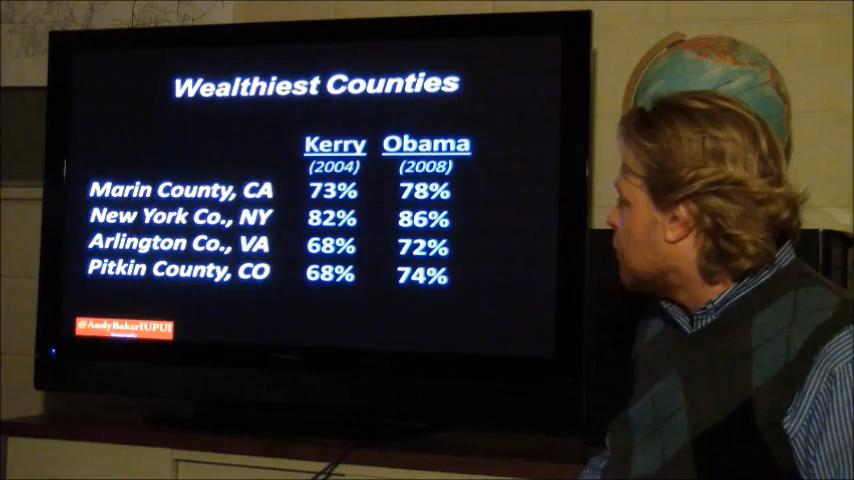 Wealthiest Counties
Kerry Obama
(2004) (2008)
Marin County, CA 73% 78%
New York Co., NY 82% 86%
Arlington Co., VA 68% 72%
Pitkin County, CO 68% 74%
@AndyBakerIUPUI